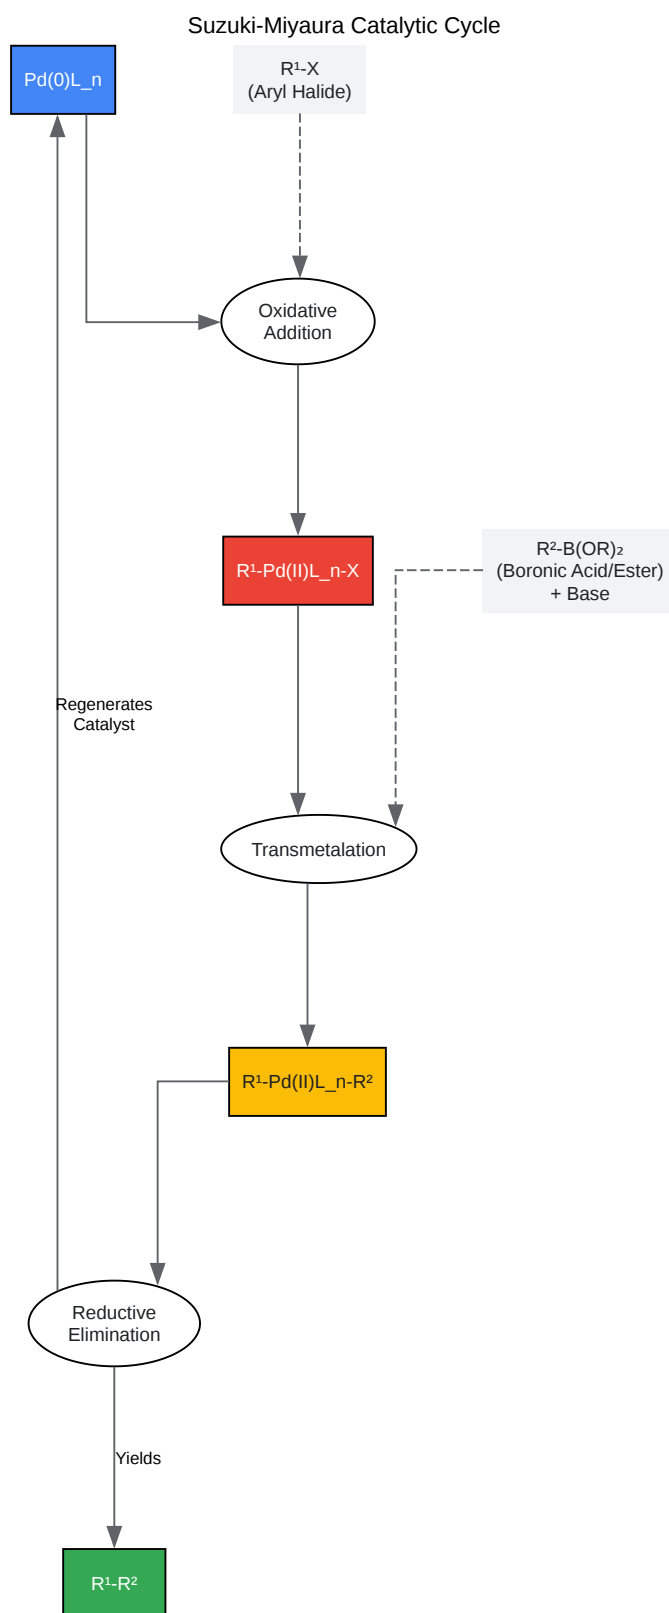 Suzuki-Miyaura Catalytic Cycle
Pd(0)L_n
R¹-X
(Aryl Halide)
Oxidative
Addition
R¹-Pd(II)L_n-X
R²-B(OR)₂
(Boronic Acid/Ester)
+ Base
Regenerates
Catalyst
Transmetalation
R¹-Pd(II)L_n-R²
Reductive
Elimination
Yields
R¹-R²